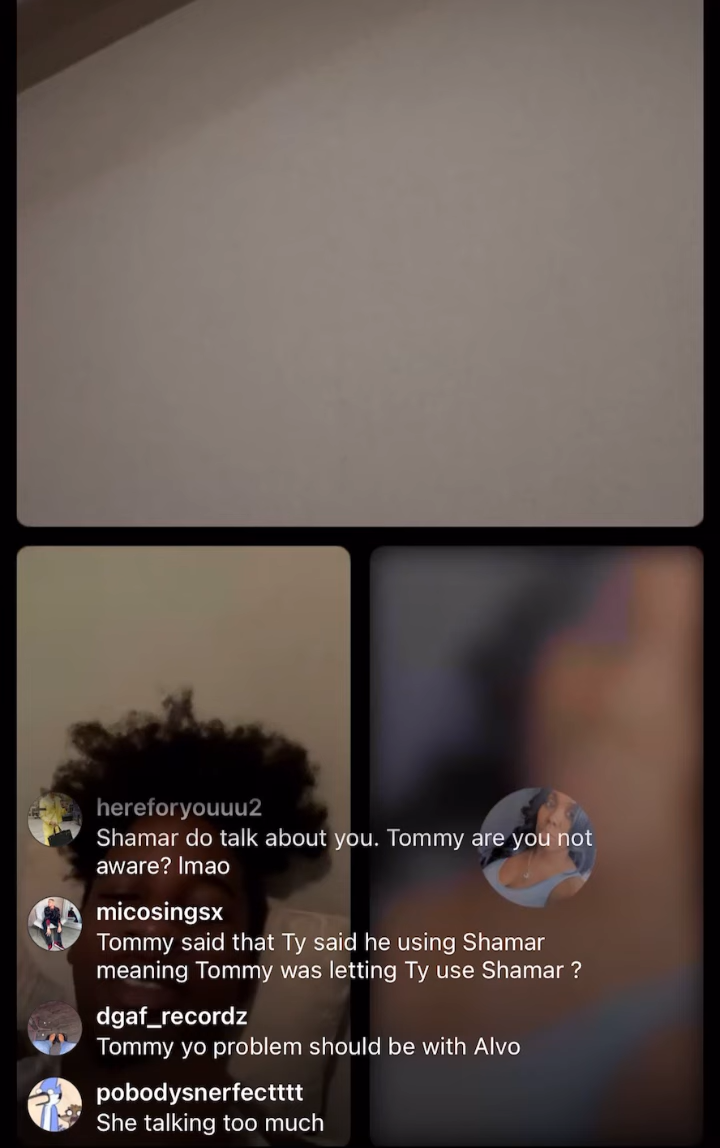 hereforyouuu2
Shamar do talk about you. Tommy are you not
aware? lmao
micosingsx
Tommy said that Ty said he using Shamar
meaning Tommy was letting Ty use Shamar ?
dgaf_recordz
Tommy yo problem should be with Alvo
pobodysnerfectttt
She talking too much